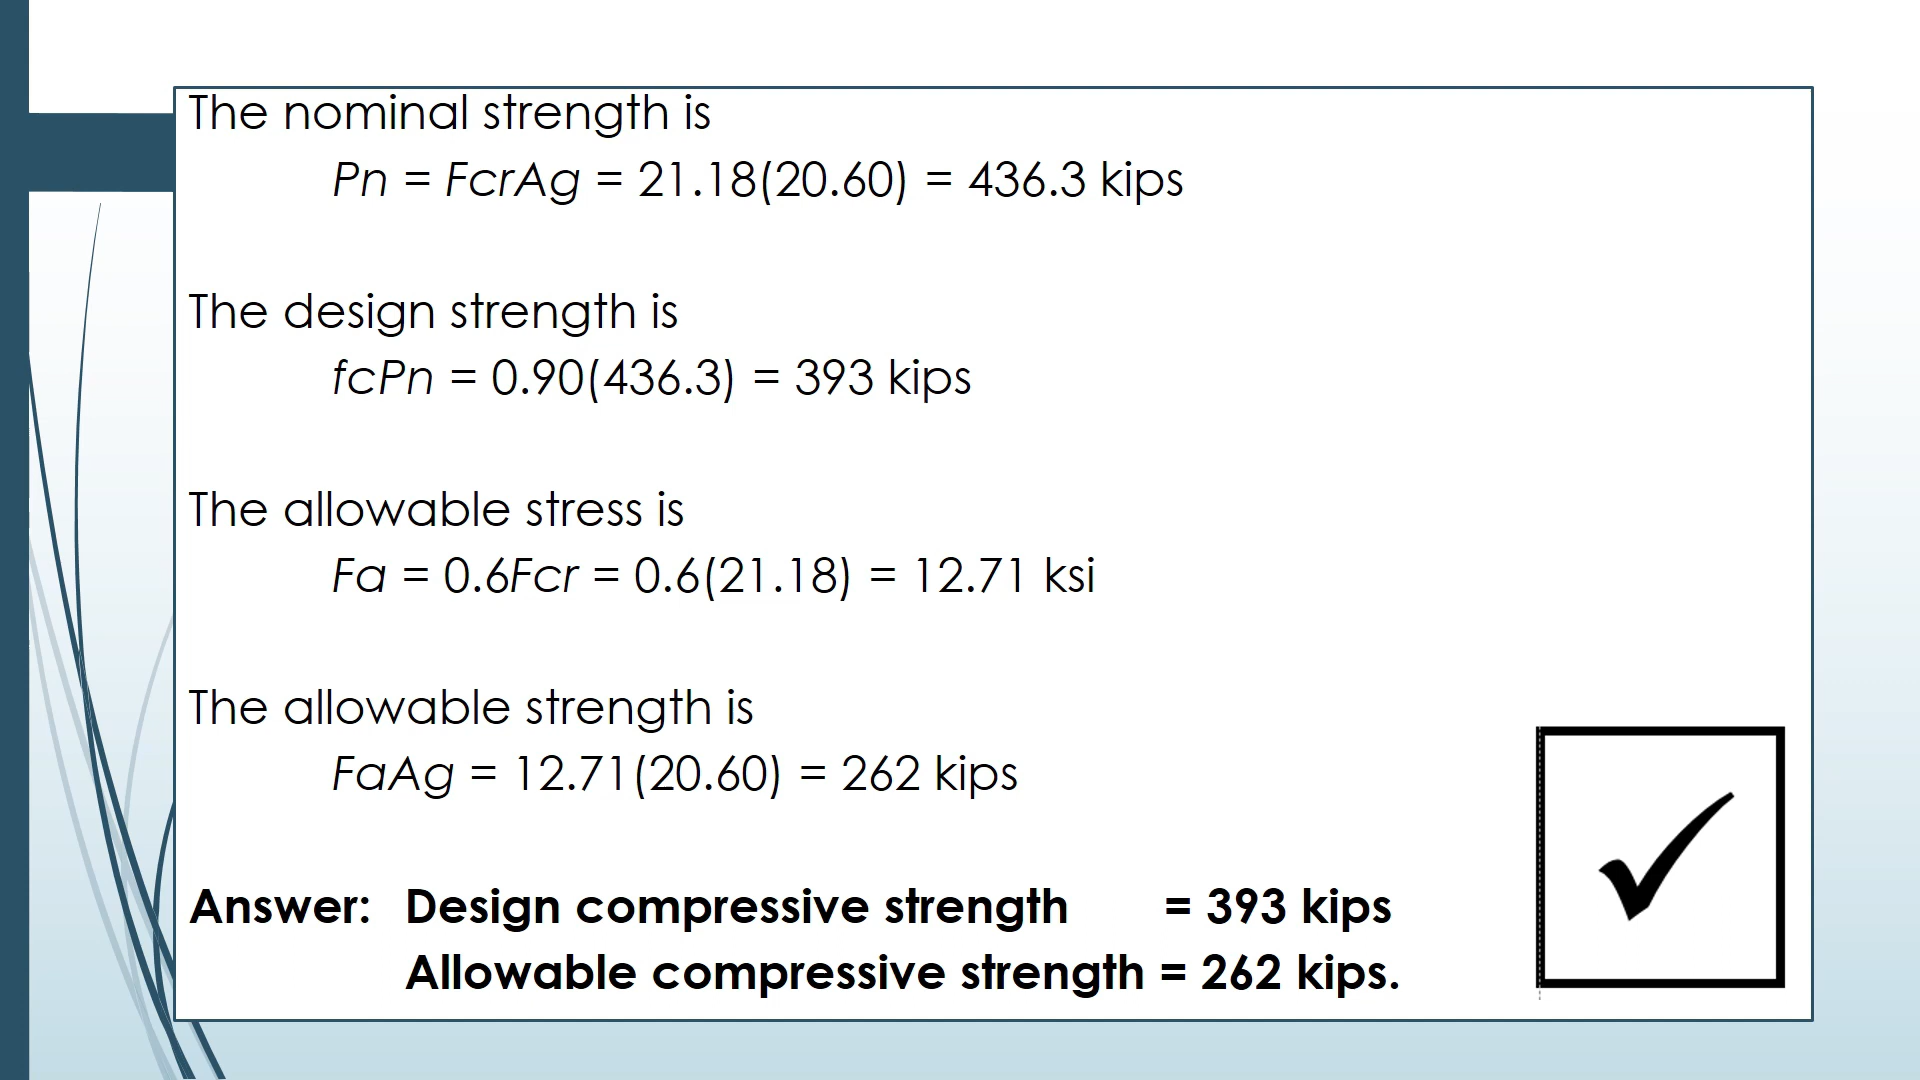 The nominal strength is
Pn = FcrAg = 21.18(20.60) = 436.3 kips
The design strength is
fcPn = 0.90(436.3) = 393 kips
The allowable stress is
Fa = 0.6Fcr = 0.6(21.18) = 12.71 ksi
The allowable strength is
FaAg = 12.71(20.60) = 262 kips
Answer: Design compressive strength = 393 kips
Allowable compressive strength = 262 kips.